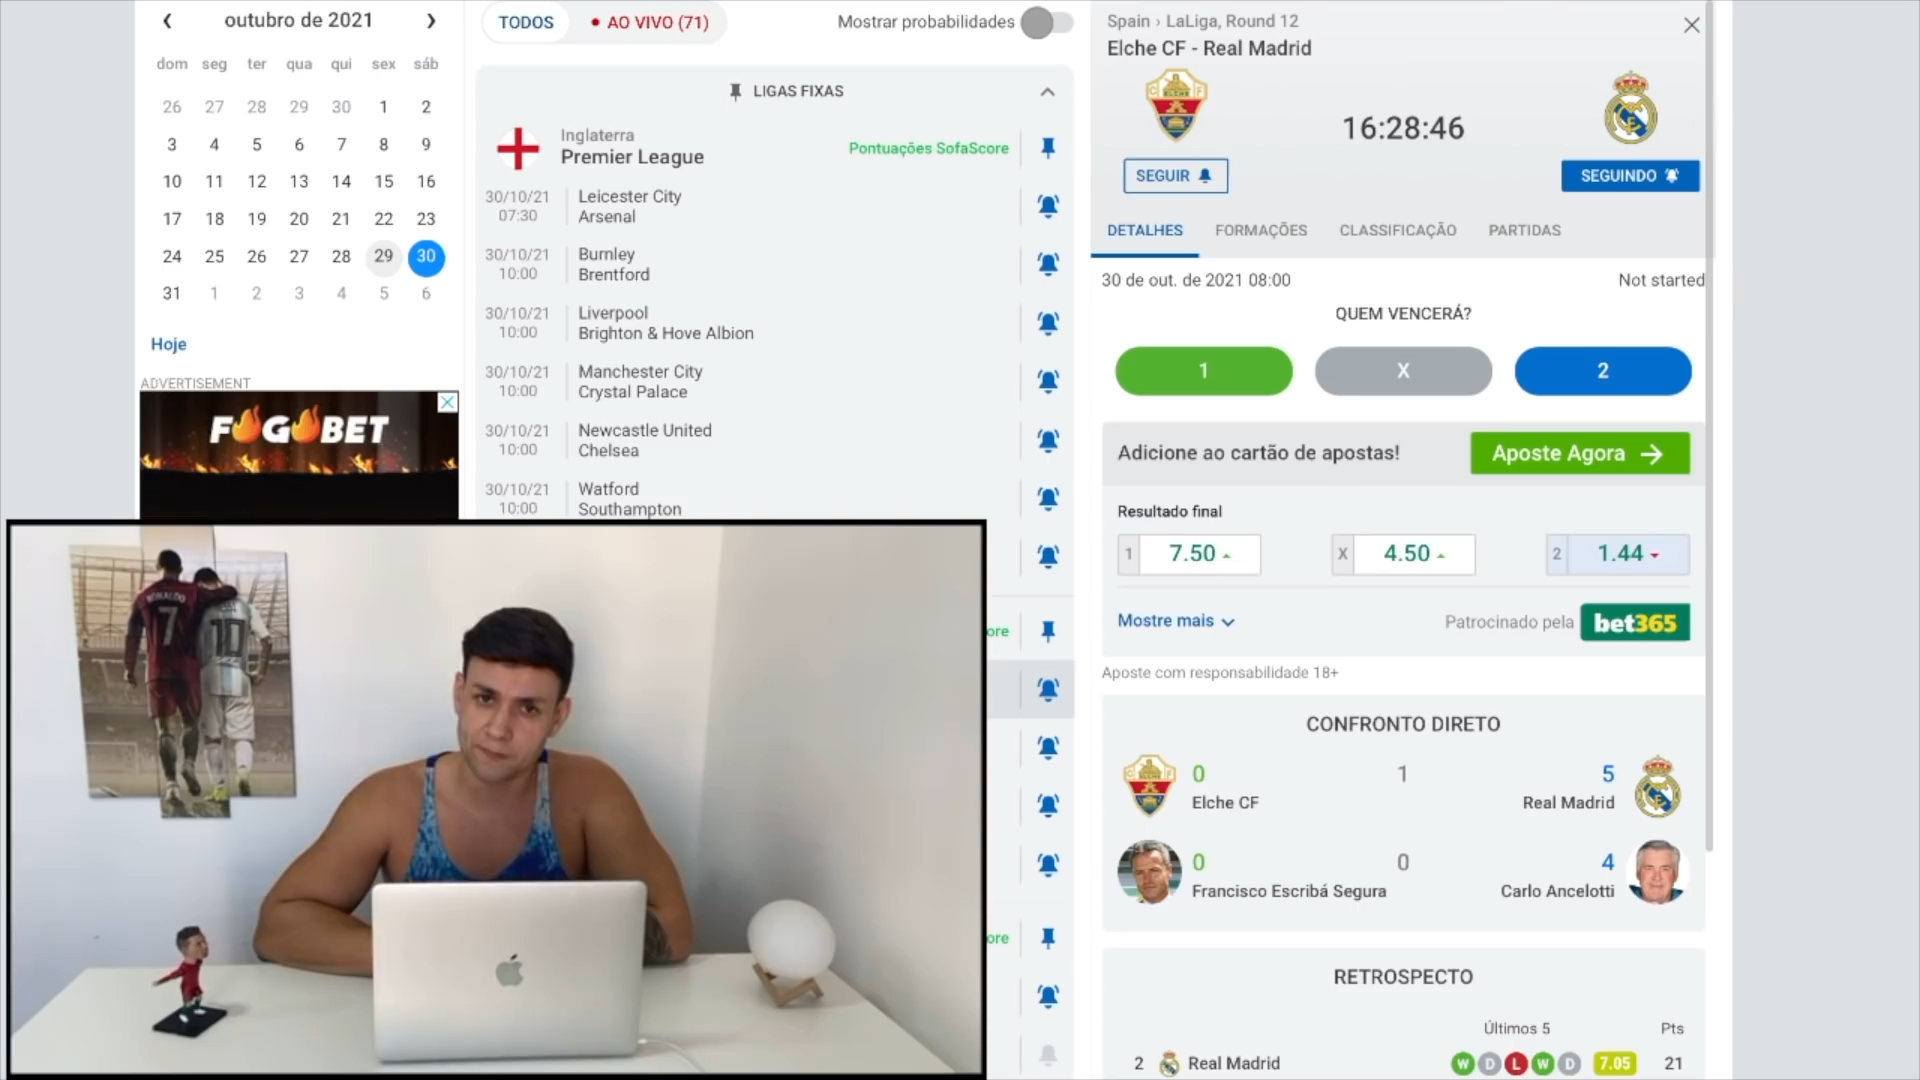 outubro de 2021
dom seg ter qua qui sex sáb
26 27 28 29 30 1 2
3 4 5 6 7 8 9
10 11 12 13 14 15 16
17 18 19 20 21 22 23
24 25 26 27 28 29 30
31 1 2 3 4 5 6
Hoje
ADVERTISEMENT
FOGOBET
TODOS
AO VIVO (71)
Mostrar probabilidades
LIGAS FIXAS
Inglaterra
Premier League
Pontuações SofaScore
30/10/21 Leicester City
07:30 Arsenal
30/10/21 Burnley
10:00 Brentford
30/10/21 Liverpool
10:00 Brighton & Hove Albion
30/10/21 Manchester City
10:00 Crystal Palace
30/10/21 Newcastle United
10:00 Chelsea
30/10/21 Watford
10:00 Southampton
ore
ore
RONALDO
7
10
Spain › LaLiga, Round 12
Elche CF - Real Madrid
16:28:46
SEGUIR
SEGUINDO
DETALHES FORMAÇÕES CLASSIFICAÇÃO PARTIDAS
30 de out. de 2021 08:00 Not started
QUEM VENCERÁ?
1 X 2
Adicione ao cartão de apostas! Aposte Agora
Resultado final
1 7.50 X 4.50 2 1.44
Mostre mais Patrocinado pela bet365
Aposte com responsabilidade 18+
CONFRONTO DIRETO
0 1 5
Elche CF Real Madrid
0 0 4
Francisco Escribá Segura Carlo Ancelotti
RETROSPECTO
Últimos 5 Pts
2 Real Madrid W D L W D 7.05 21